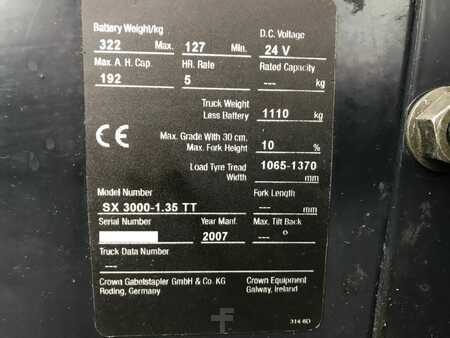 Battery Weight/kg D.C. Voltage
322 Max. 127 Min. 24 V
Max. A. H. Cap. HR. Rate Rated Capacity
192 5 --- kg
Truck Weight
Less Battery 1110 kg
CE Max. Grade With 30 cm.
Max. Fork Height 10 %
Load Tyre Tread 1065-1370
Width mm
Model Number Fork Length
SX 3000-1.35 TT --- mm
Serial Number Year Manf. Max. Tilt Back
2007 --- °
Truck Data Number
---
Crown Gabelstapler GmbH & Co. KG Crown Equipment
Roding, Germany Galway, Ireland